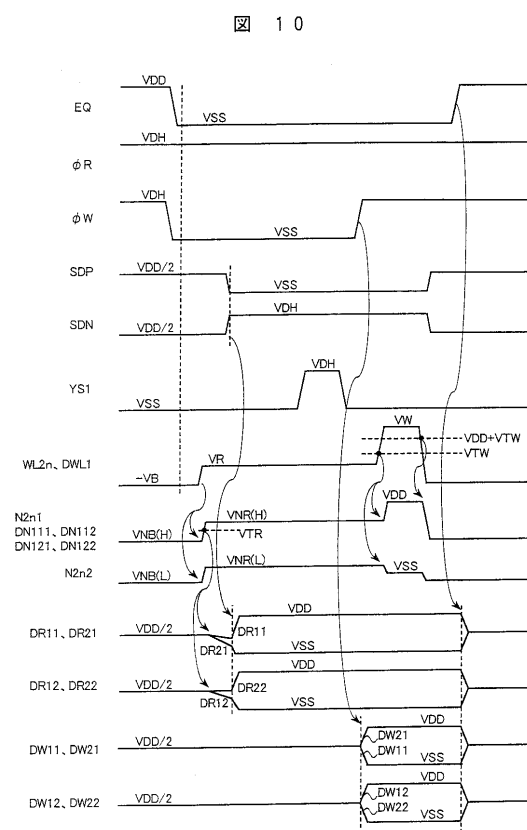 図 10
VDD
EQ
VSS
VDH
φR
VDH
φW
VSS
SDP
VDD/2
VSS
VDH
SDN
VDD/2
VDH
YS1
VSS
VW
VDD+VTW
VTW
WL2n、DWL1
VR
-VB
VDD
N2n1
DN111、DN112
DN121、DN122
VNR(H)
VTR
VNB(H)
VNR(L)
VSS
N2n2
VNB(L)
VDD
DR11、DR21
VDD/2
DR11
DR21
VSS
VDD
DR12、DR22
VDD/2
DR22
DR12
VSS
VDD
DW11、DW21
VDD/2
DW21
DW11
VSS
VDD
DW12、DW22
VDD/2
DW12
DW22
VSS